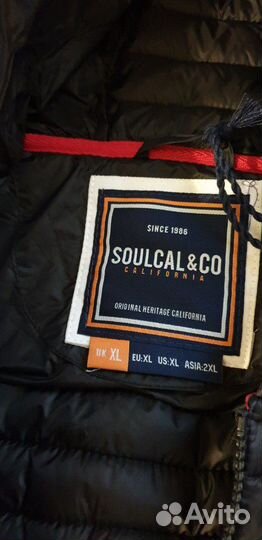 SINCE 1986
SOULCAL&CO
CALIFORNIA
ORIGINAL HERITAGE CALIFORNIA
UK XL EU:XL US:XL ASIA:2XL
Avito